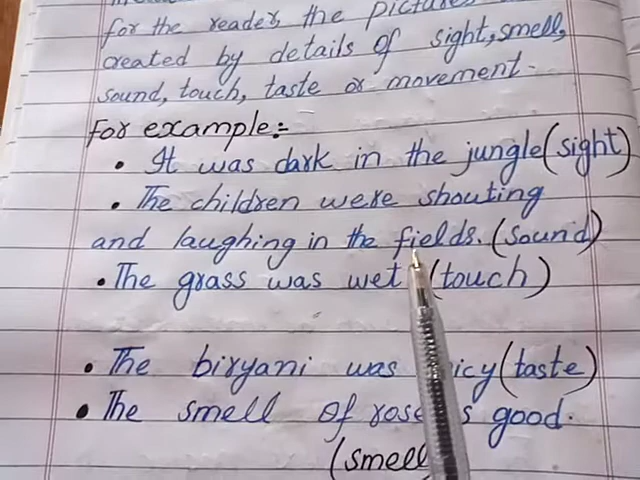 for the reader, the pictures
created by details of sight, smell,
sound, touch, taste or movement.
For example:-
• It was dark in the jungle (sight)
• The children were shouting
and laughing in the fields. (sound)
• The grass was wet (touch)
• The biryani was icy (taste)
• The smell of rose s good.
(smell